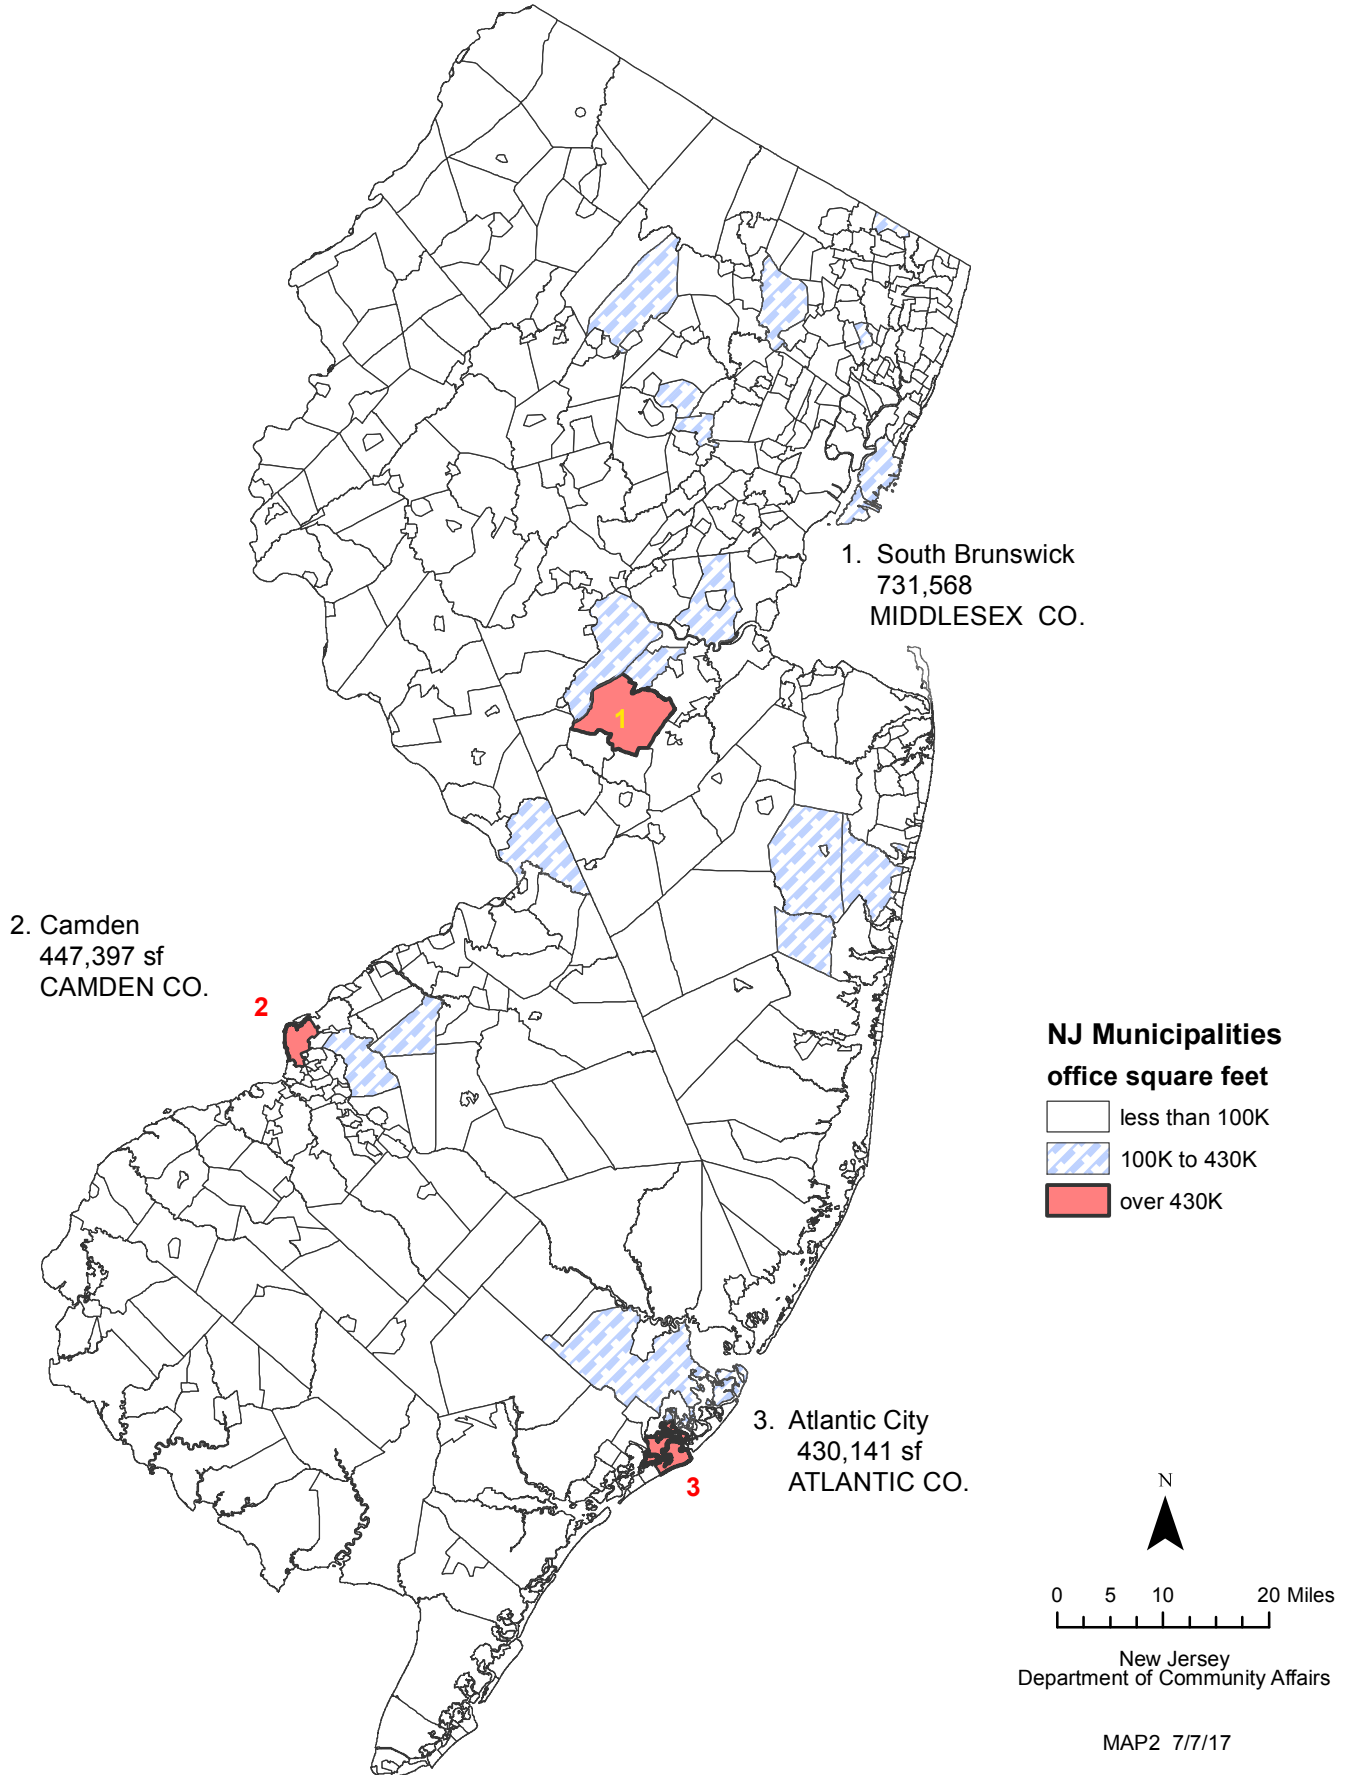 1. South Brunswick
731,568
MIDDLESEX CO.
1
2. Camden
447,397 sf
CAMDEN CO.
2
NJ Municipalities
office square feet
less than 100K
100K to 430K
over 430K
3. Atlantic City
430,141 sf
ATLANTIC CO.
3
N
0 5 10 20 Miles
New Jersey
Department of Community Affairs
MAP2 7/7/17